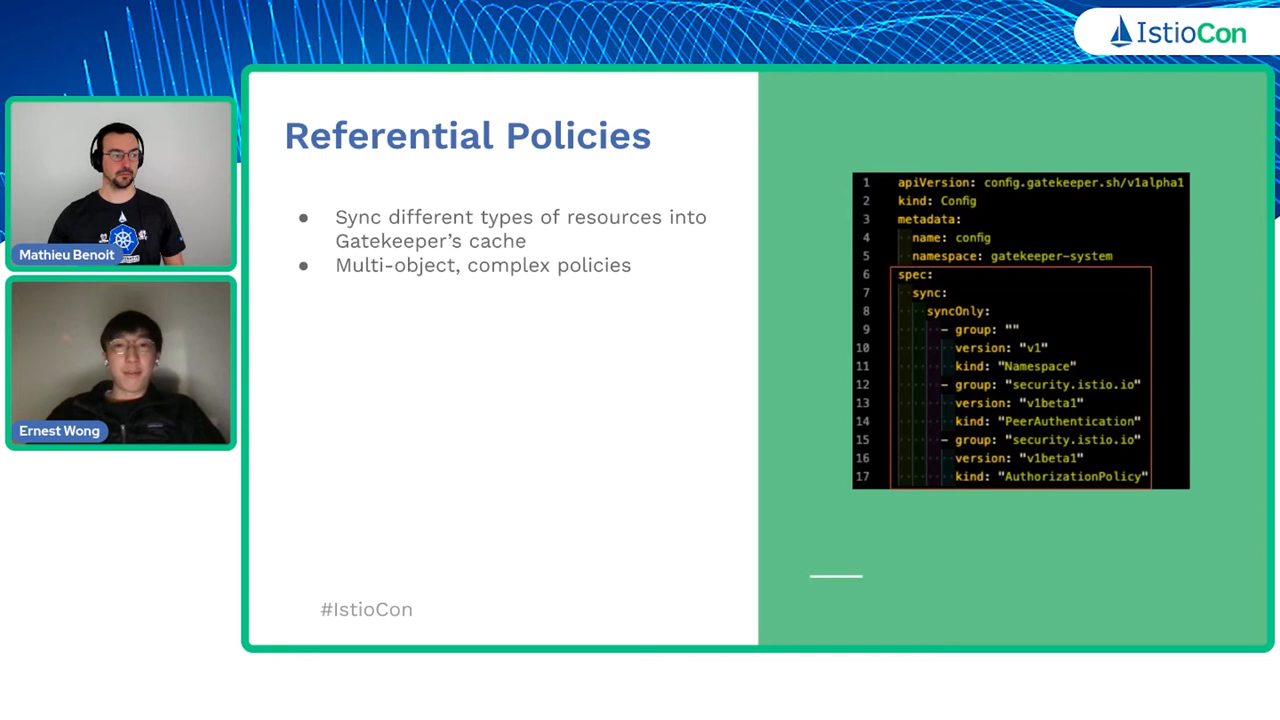 IstioCon
Mathieu Benoit
Ernest Wong
Referential Policies
● Sync different types of resources into
Gatekeeper's cache
● Multi-object, complex policies
#IstioCon
1 apiVersion: config.gatekeeper.sh/v1alpha1
2 kind: Config
3 metadata:
4 name: config
5 namespace: gatekeeper-system
6 spec:
7 sync:
8 syncOnly:
9 - group: ""
10 version: "v1"
11 kind: "Namespace"
12 - group: "security.istio.io"
13 version: "v1beta1"
14 kind: "PeerAuthentication"
15 - group: "security.istio.io"
16 version: "v1beta1"
17 kind: "AuthorizationPolicy"